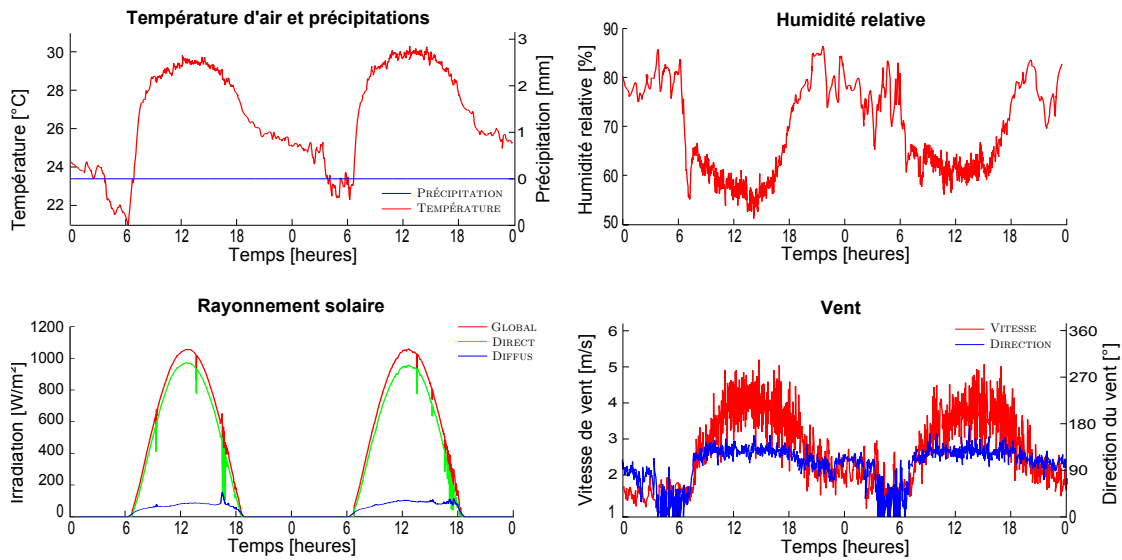 Température d'air et précipitations
Température [°C]
30
28
26
24
22
3
2
1
0
0
Précipitation [mm]
PRÉCIPITATION
TEMPÉRATURE
0 6 12 18 0 6 12 18 0
Temps [heures]
Humidité relative
Humidité relative [%]
90
80
70
60
50
0 6 12 18 0 6 12 18 0
Temps [heures]
Rayonnement solaire
Irradiation [W/m²]
1200
1000
800
600
400
200
0
GLOBAL
DIRECT
DIFFUS
0 6 12 18 0 6 12 18 0
Temps [heures]
Vent
Vitesse de vent [m/s]
6
5
4
3
2
1
360
270
180
90
0
Direction du vent [°]
VITESSE
DIRECTION
0 6 12 18 0 6 12 18 0
Temps [heures]